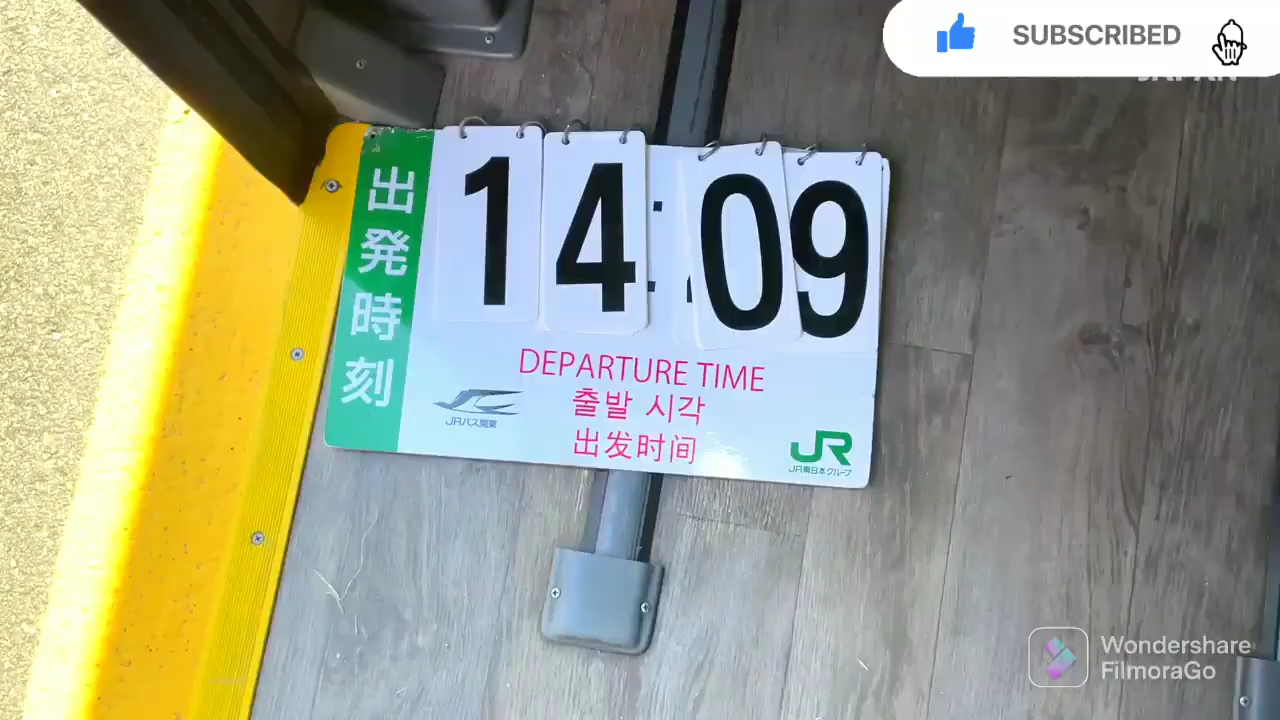 SUBSCRIBED
JAPAN
出発時刻
14:09
DEPARTURE TIME
출발 시각
出发时间
JRバス関東
JR
JR東日本グループ
Wondershare
FilmoraGo